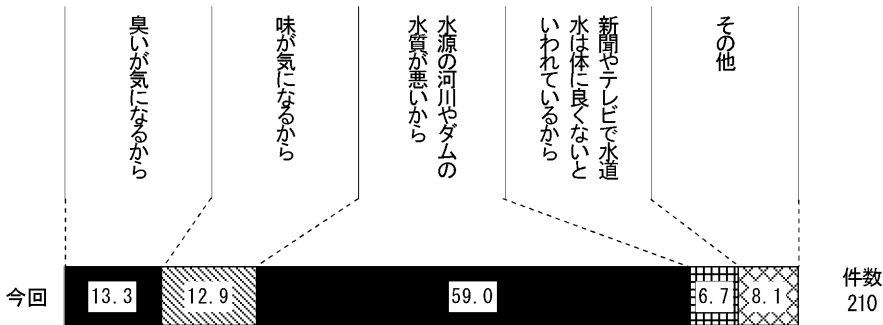 臭いが気になるから
味が気になるから
水源の河川やダムの
水質が悪いから
新聞やテレビで水道
水は体に良くないと
いわれているから
その他
今回
13.3
12.9
59.0
6.7
8.1
件数
210